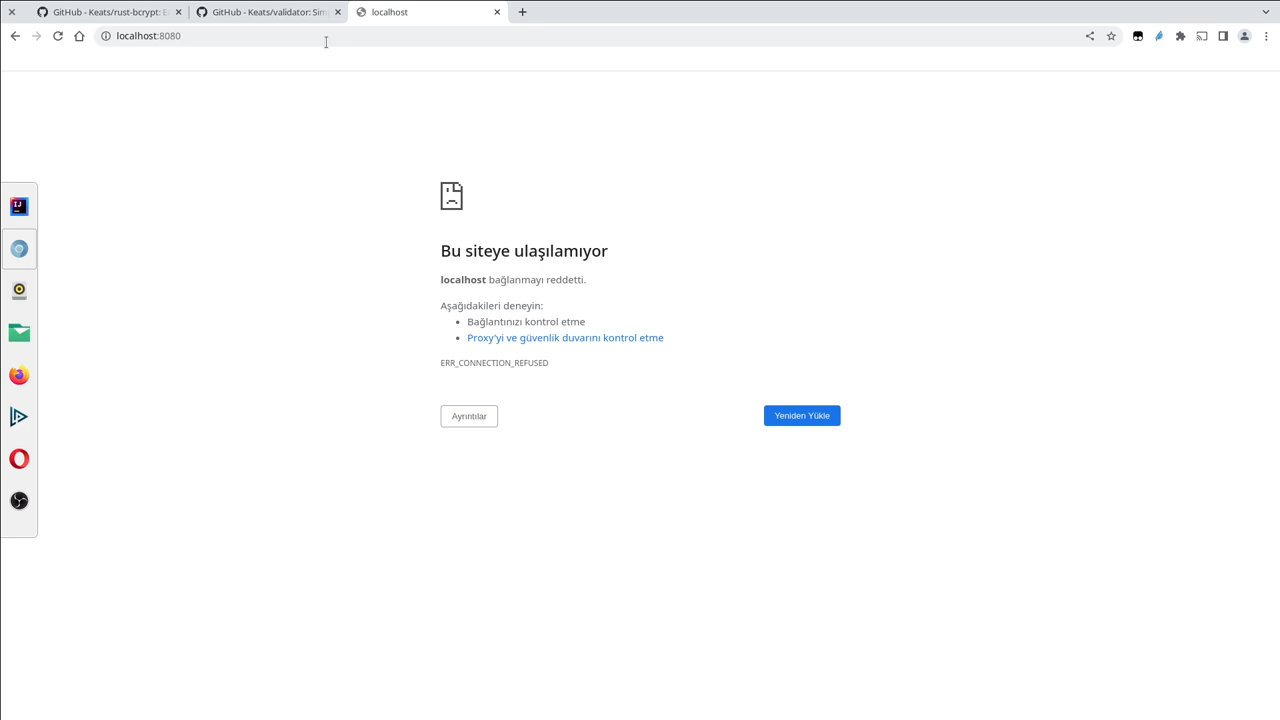 GitHub - Keats/rust-bcrypt: E
GitHub - Keats/validator: Sim
localhost
localhost:8080
IJ
Bu siteye ulaşılamıyor
localhost bağlanmayı reddetti.
Aşağıdakileri deneyin:
Bağlantınızı kontrol etme
Proxy'yi ve güvenlik duvarını kontrol etme
ERR_CONNECTION_REFUSED
Ayrıntılar
Yeniden Yükle